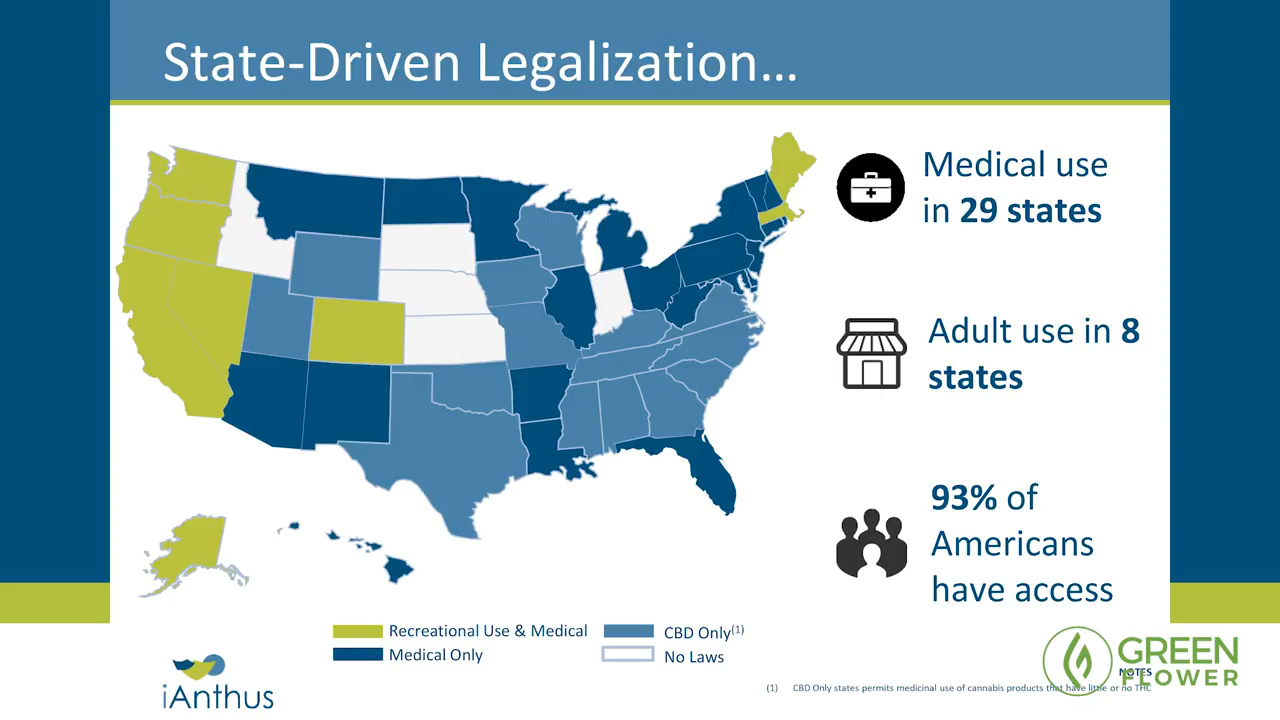 State-Driven Legalization…
Medical use
in 29 states
Adult use in 8
states
93% of
Americans
have access
Recreational Use & Medical
CBD Only(1)
Medical Only
No Laws
iAnthus
GREEN
FLOWER
NOTES
(1) CBD Only states permits medicinal use of cannabis products that have little or no THC